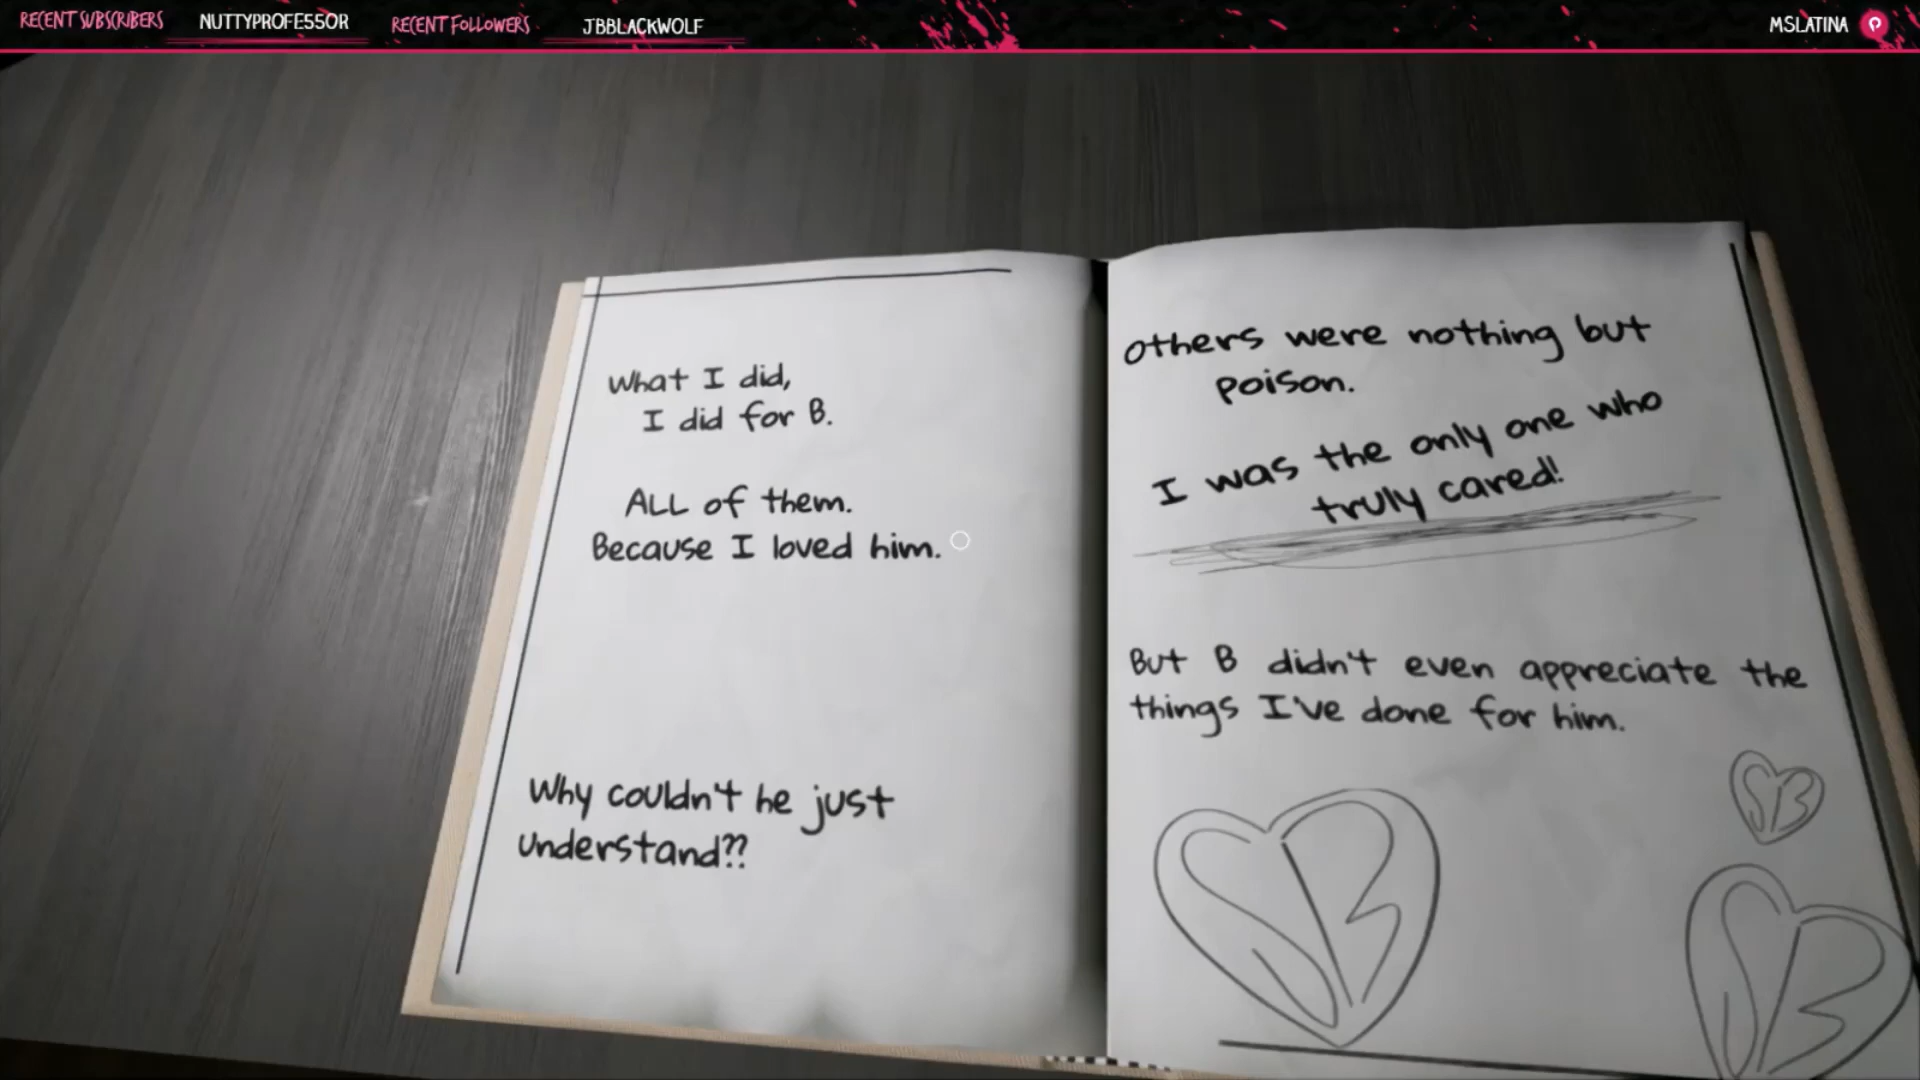 RECENT SUBSCRIBERS NUTTYPROFE55OR RECENT FOLLOWERS JBBLACKWOLF MSLATINA
What I did,
I did for B.
ALL of them.
Because I loved him.
Why couldn't he just
understand??
others were nothing but
poison.
I was the only one who
truly cared!
But B didn't even appreciate the
things I've done for him.
SB
SB
SB